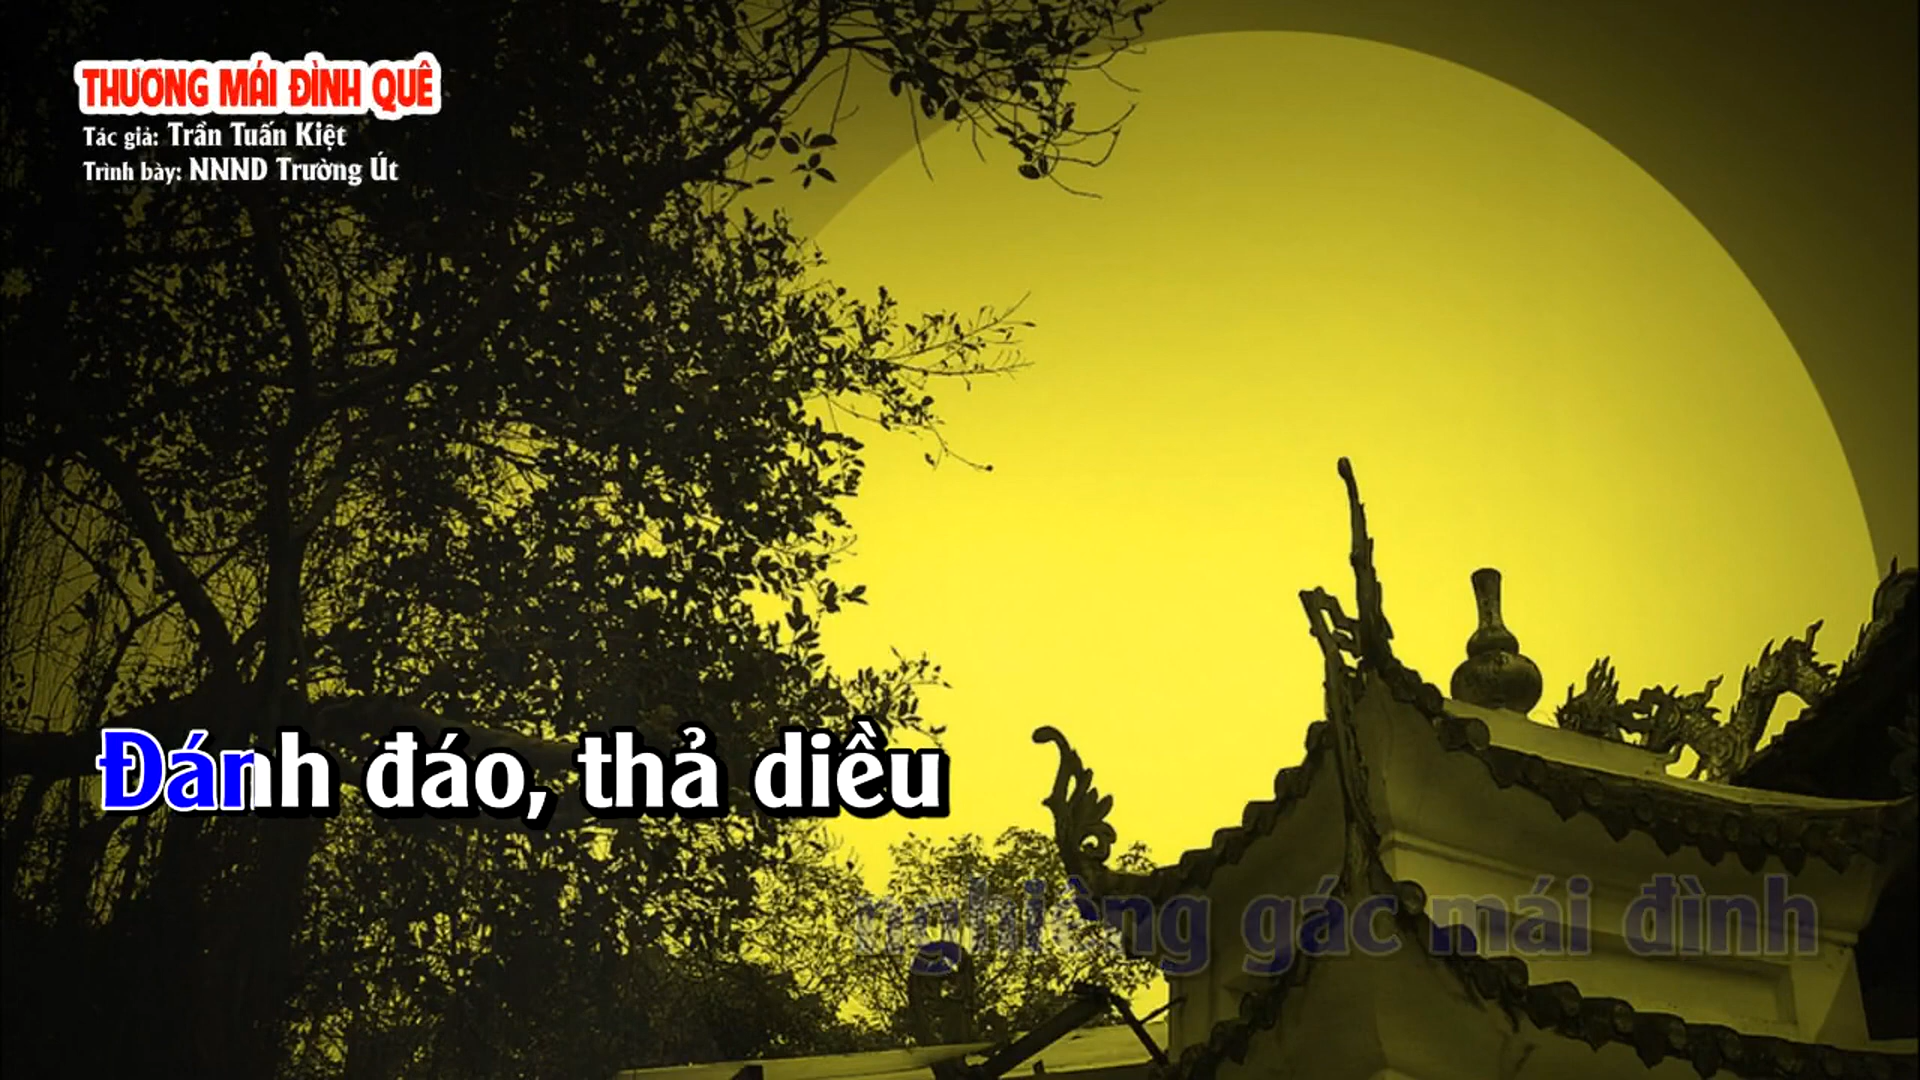 THƯƠNG MÁI ĐÌNH QUÊ
Tác giả: Trần Tuấn Kiệt
Trình bày: NNND Trường Út
Đánh đáo, thả diều
nghiêng gác mái đình